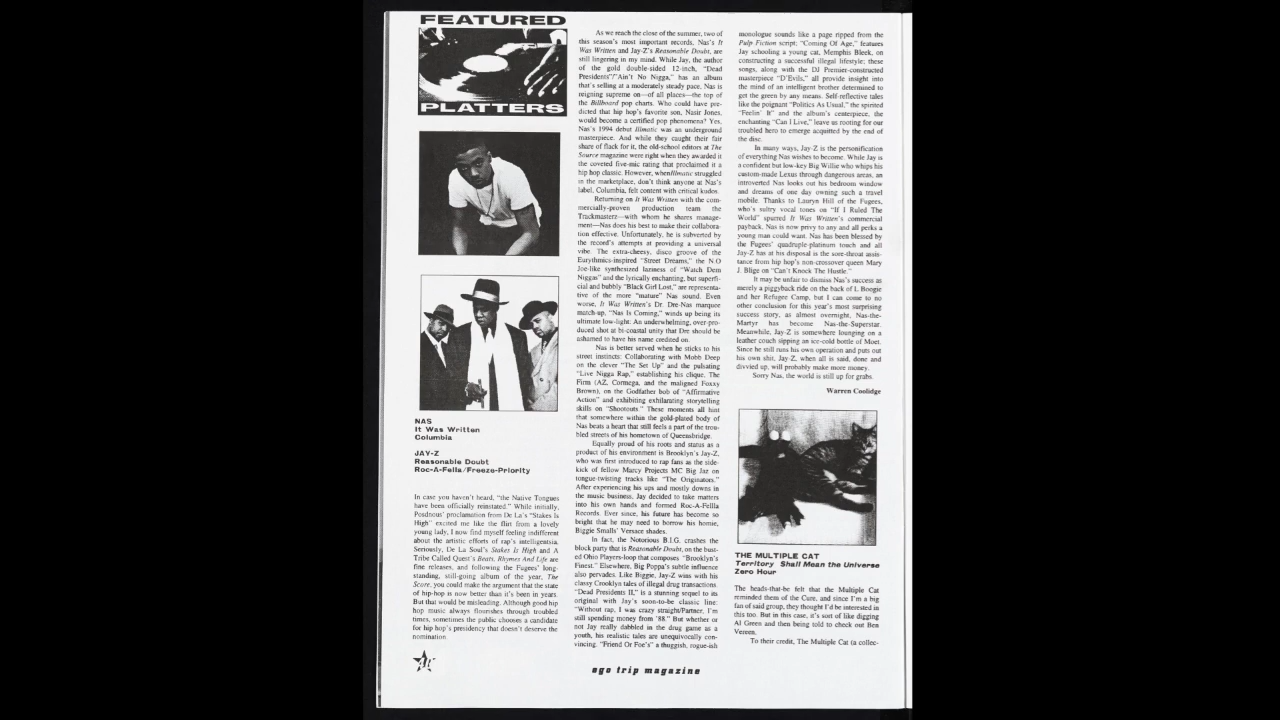 FEATURED
PLATTERS
NAS
It Was Written
Columbia
JAY-Z
Reasonable Doubt
Roc-A-Fella/Freeze-Priority
In case you haven't heard, "the Native Tongues
have been officially reinstated." While initially,
Posdnous' proclamation from De La's "Stakes Is
High" excited me like the flirt from a lovely
young lady, I now find myself feeling indifferent
about the artistic efforts of rap's intelligentsia.
Seriously, De La Soul's Stakes Is High and A
Tribe Called Quest's Beats, Rhymes And Life are
fine releases, and following the Fugees' long-
standing, still-going album of the year, The
Score, you could make the argument that the state
of hip-hop is now better than it's been in years.
But that would be misleading. Although good hip
hop music always flourishes through troubled
times, sometimes the public chooses a candidate
for hip hop's presidency that doesn't deserve the
nomination.
As we reach the close of the summer, two of
this season's most important records, Nas's It
Was Written and Jay-Z's Reasonable Doubt, are
still lingering in my mind. While Jay, the author
of the gold double-sided 12-inch, "Dead
Presidents"/"Ain't No Nigga," has an album
that's selling at a moderately steady pace, Nas is
reigning supreme on—of all places—the top of
the Billboard pop charts. Who could have pre-
dicted that hip hop's favorite son, Nasir Jones,
would become a certified pop phenomena? Yes,
Nas's 1994 debut Illmatic was an underground
masterpiece. And while they caught their fair
share of flack for it, the old-school editors at The
Source magazine were right when they awarded it
the coveted five-mic rating that proclaimed it a
hip hop classic. However, whenIllmatic struggled
in the marketplace, don't think anyone at Nas's
label, Columbia, felt content with critical kudos.
Returning on It Was Written with the com-
mercially-proven production team the
Trackmasterz—with whom he shares manage-
ment—Nas does his best to make their collabora-
tion effective. Unfortunately, he is subverted by
the record's attempts at providing a universal
vibe. The extra-cheesy, disco groove of the
Eurythmics-inspired "Street Dreams," the N.O
Joe-like synthesized laziness of "Watch Dem
Niggas" and the lyrically enchanting, but superfi-
cial and bubbly "Black Girl Lost," are representa-
tive of the more "mature" Nas sound. Even
worse, It Was Written's Dr. Dre-Nas marquee
match-up, "Nas Is Coming," winds up being its
ultimate low-light: An underwhelming, over-pro-
duced shot at bi-coastal unity that Dre should be
ashamed to have his name credited on.
Nas is better served when he sticks to his
street instincts: Collaborating with Mobb Deep
on the clever "The Set Up" and the pulsating
"Live Nigga Rap," establishing his clique, The
Firm (AZ, Cormega, and the maligned Foxxy
Brown), on the Godfather bob of "Affirmative
Action" and exhibiting exhilarating storytelling
skills on "Shootouts." These moments all hint
that somewhere within the gold-plated body of
Nas beats a heart that still feels a part of the trou-
bled streets of his hometown of Queensbridge.
Equally proud of his roots and status as a
product of his environment is Brooklyn's Jay-Z,
who was first introduced to rap fans as the side-
kick of fellow Marcy Projects MC Big Jaz on
tongue-twisting tracks like "The Originators."
After experiencing his ups and mostly downs in
the music business, Jay decided to take matters
into his own hands and formed Roc-A-Fella
Records. Ever since, his future has become so
bright that he may need to borrow his homie,
Biggie Smalls' Versace shades.
In fact, the Notorious B.I.G. crashes the
block party that is Reasonable Doubt, on the bust-
ed Ohio Players-loop that composes "Brooklyn's
Finest." Elsewhere, Big Poppa's subtle influence
also pervades. Like Biggie, Jay-Z wins with his
classy Crooklyn tales of illegal drug transactions.
"Dead Presidents II," is a stunning sequel to its
original with Jay's soon-to-be classic line:
"Without rap, I was crazy straight/Partner, I'm
still spending money from '88." But whether or
not Jay really dabbled in the drug game as a
youth, his realistic tales are unequivocally con-
vincing. "Friend Or Foe's" a thuggish, rogue-ish
monologue sounds like a page ripped from the
Pulp Fiction script; "Coming Of Age," features
Jay schooling a young cat, Memphis Bleek, on
constructing a successful illegal lifestyle; these
songs, along with the DJ Premier-constructed
masterpiece "D'Evils," all provide insight into
the mind of an intelligent brother determined to
get the green by any means. Self-reflective tales
like the poignant "Politics As Usual," the spirited
"Feelin' It" and the album's centerpiece, the
enchanting "Can I Live," leave us rooting for our
troubled hero to emerge acquitted by the end of
the disc.
In many ways, Jay-Z is the personification
of everything Nas wishes to become. While Jay is
a confident but low-key Big Willie who whips his
custom-made Lexus through dangerous areas, an
introverted Nas looks out his bedroom window
and dreams of one day owning such a travel
mobile. Thanks to Lauryn Hill of the Fugees,
who's sultry vocal tones on "If I Ruled The
World" spurred It Was Written's commercial
payback, Nas is now privy to any and all perks a
young man could want. Nas has been blessed by
the Fugees' quadruple-platinum touch and all
Jay-Z has at his disposal is the sore-throat assis-
tance from hip hop's non-crossover queen Mary
J. Blige on "Can't Knock The Hustle."
It may be unfair to dismiss Nas's success as
merely a piggyback ride on the back of L Boogie
and her Refugee Camp, but I can come to no
other conclusion for this year's most surprising
success story, as almost overnight, Nas-the-
Martyr has become Nas-the-Superstar.
Meanwhile, Jay-Z is somewhere lounging on a
leather couch sipping an ice-cold bottle of Moet.
Since he still runs his own operation and puts out
his own shit, Jay-Z, when all is said, done and
divvied up, will probably make more money.
Sorry Nas, the world is still up for grabs.
Warren Coolidge
THE MULTIPLE CAT
Territory Shall Mean the Universe
Zero Hour
The heads-that-be felt that the Multiple Cat
reminded them of the Cure, and since I'm a big
fan of said group, they thought I'd be interested in
this too. But in this case, it's sort of like digging
Al Green and then being told to check out Ben
Vereen.
To their credit, The Multiple Cat (a collec-
ego trip magazine